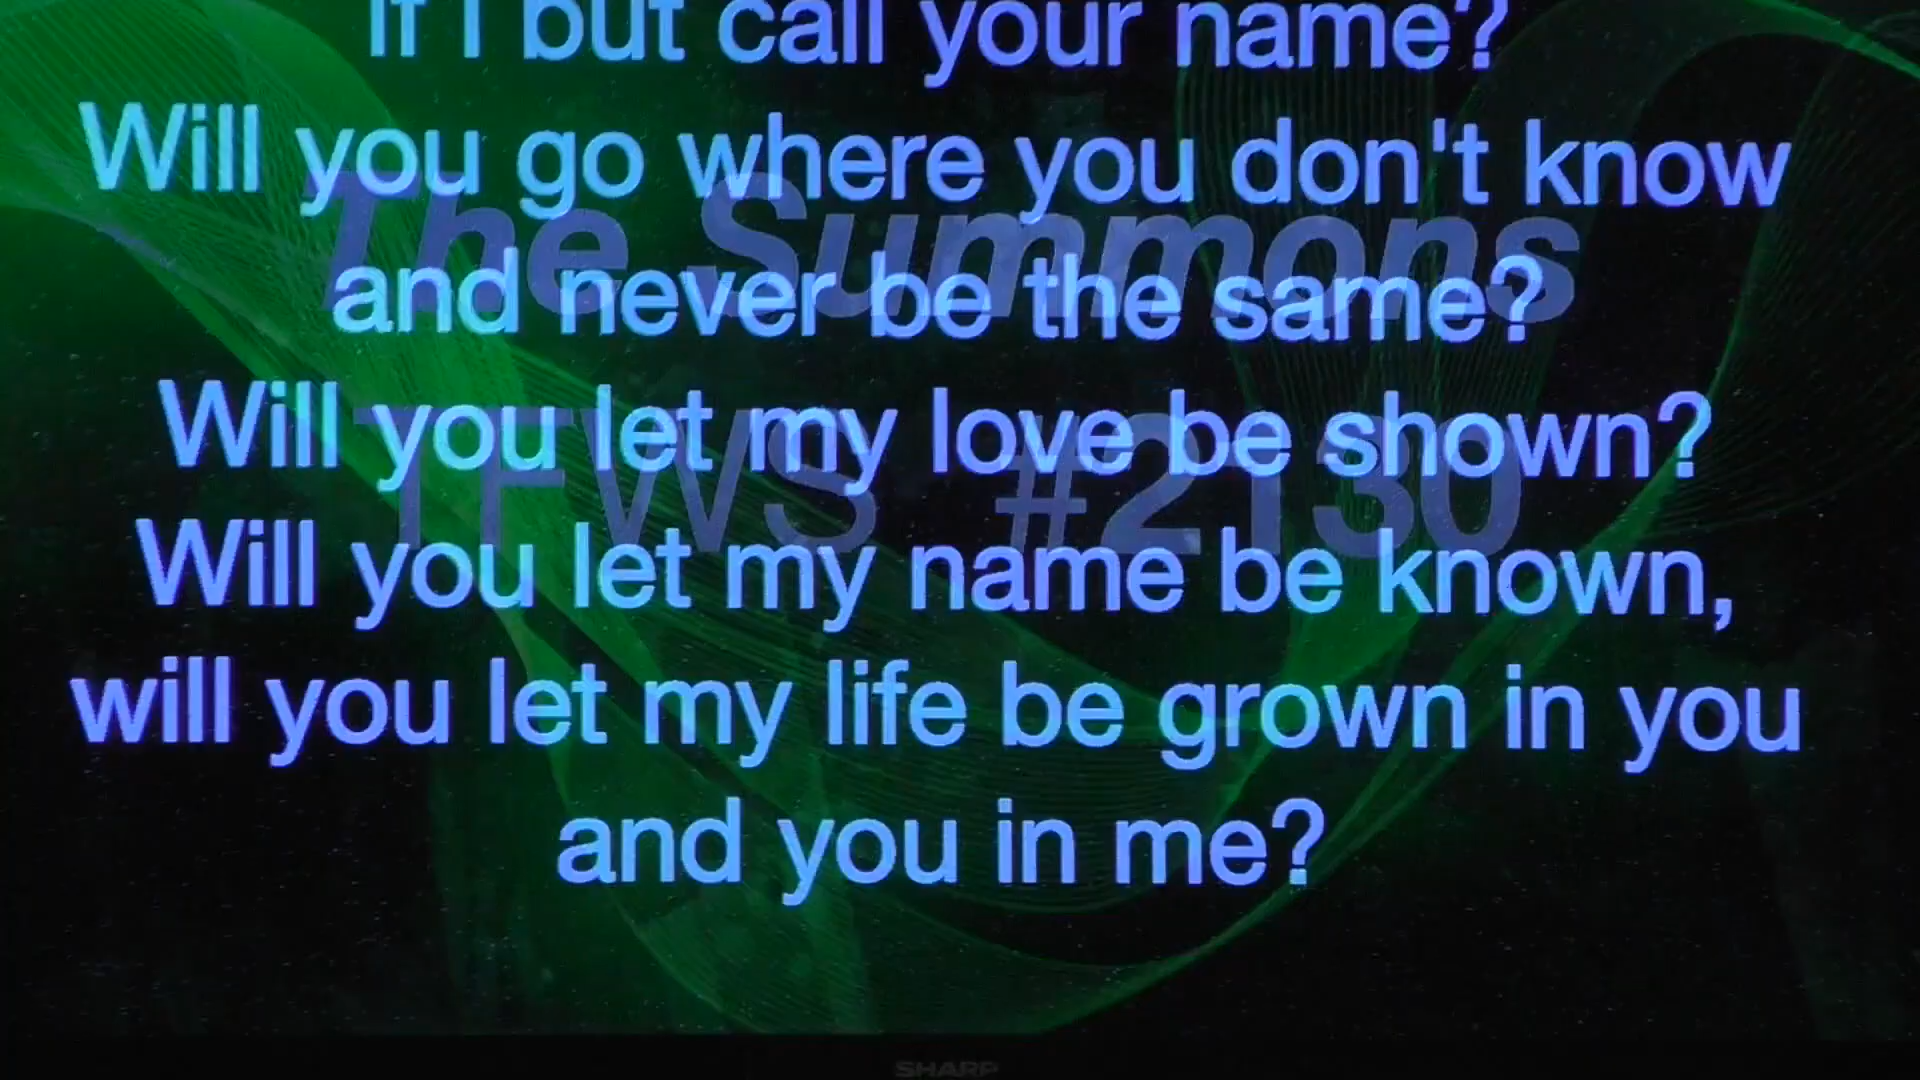 If I but call your name?
Will you go where you don't know
The Summons
and never be the same?
Will you let my love be shown?
TFWS #2130
Will you let my name be known,
will you let my life be grown in you
and you in me?
SHARP